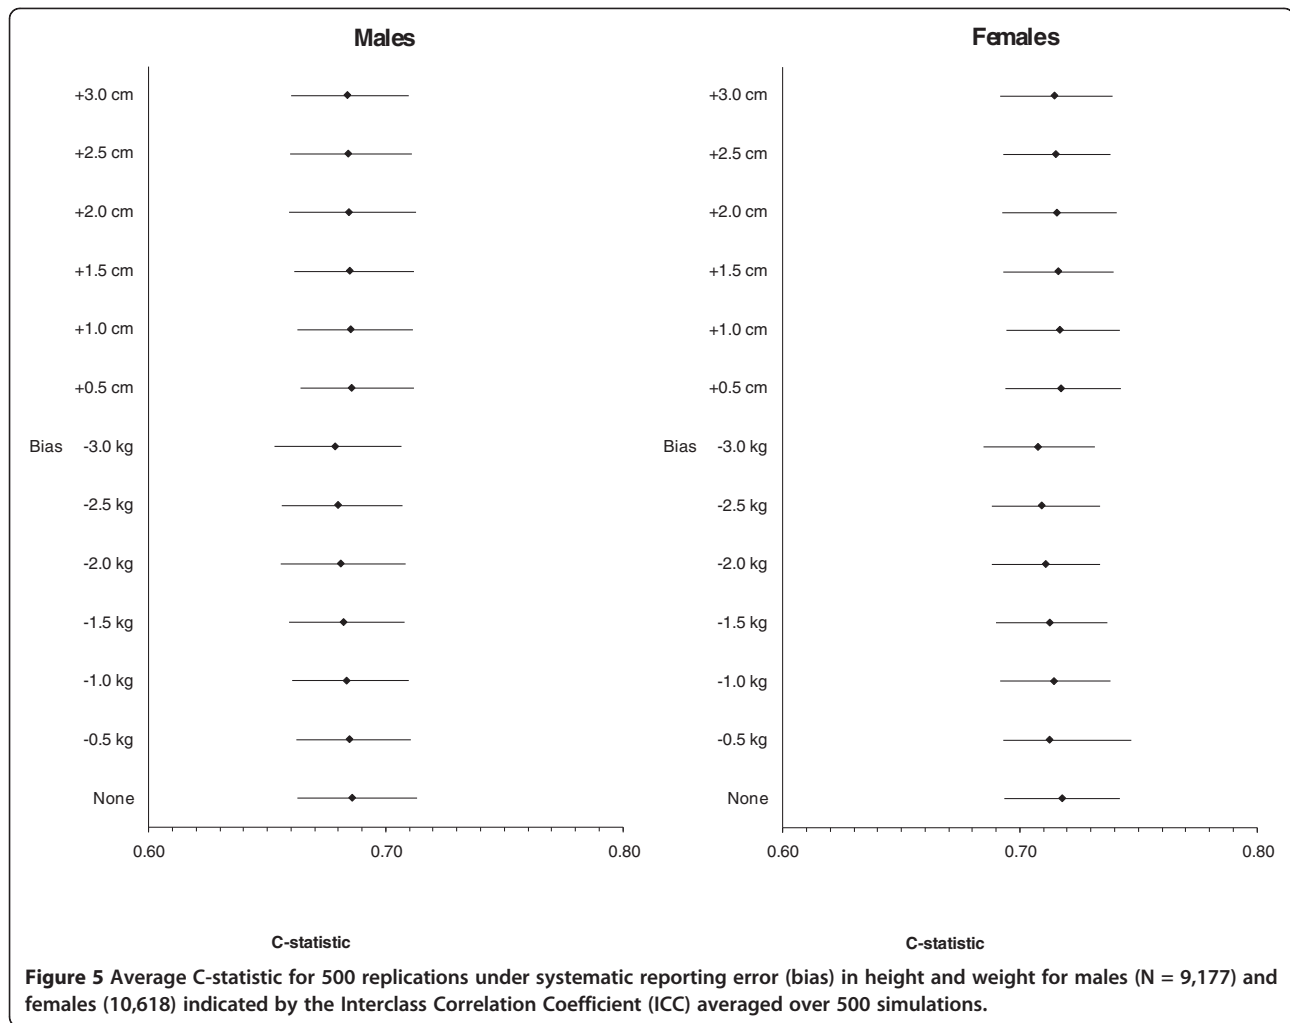 Males
+3.0 cm
+2.5 cm
+2.0 cm
+1.5 cm
+1.0 cm
+0.5 cm
Bias -3.0 kg
-2.5 kg
-2.0 kg
-1.5 kg
-1.0 kg
-0.5 kg
None
0.60 0.70 0.80
C-statistic
Females
+3.0 cm
+2.5 cm
+2.0 cm
+1.5 cm
+1.0 cm
+0.5 cm
Bias -3.0 kg
-2.5 kg
-2.0 kg
-1.5 kg
-1.0 kg
-0.5 kg
None
0.60 0.70 0.80
C-statistic
Figure 5 Average C-statistic for 500 replications under systematic reporting error (bias) in height and weight for males (N = 9,177) and
females (10,618) indicated by the Interclass Correlation Coefficient (ICC) averaged over 500 simulations.